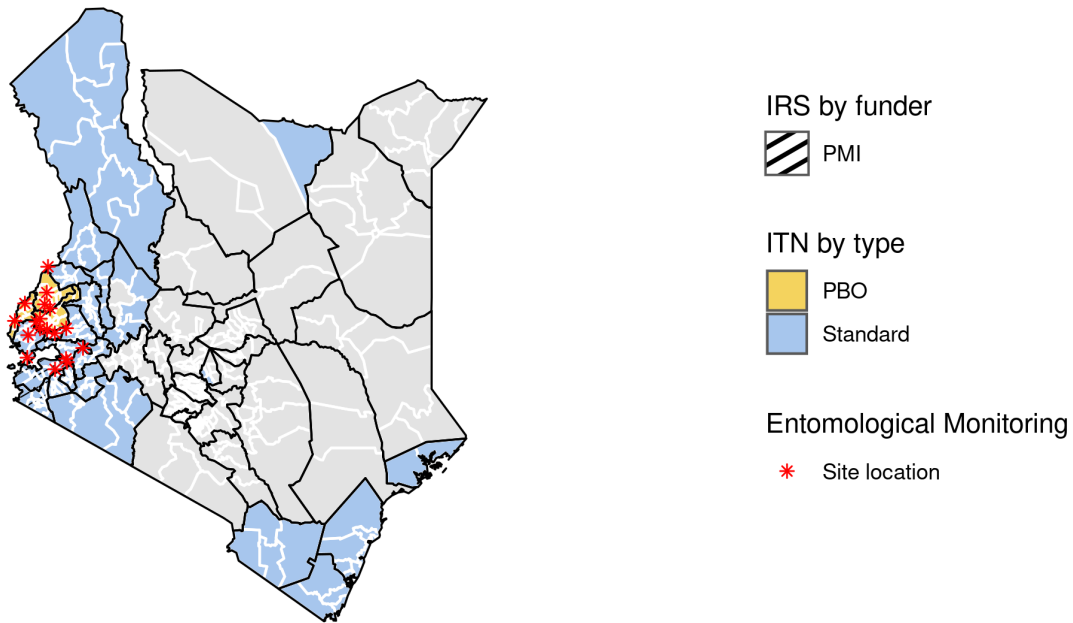 IRS by funder
PMI
ITN by type
PBO
Standard
Entomological Monitoring
Site location